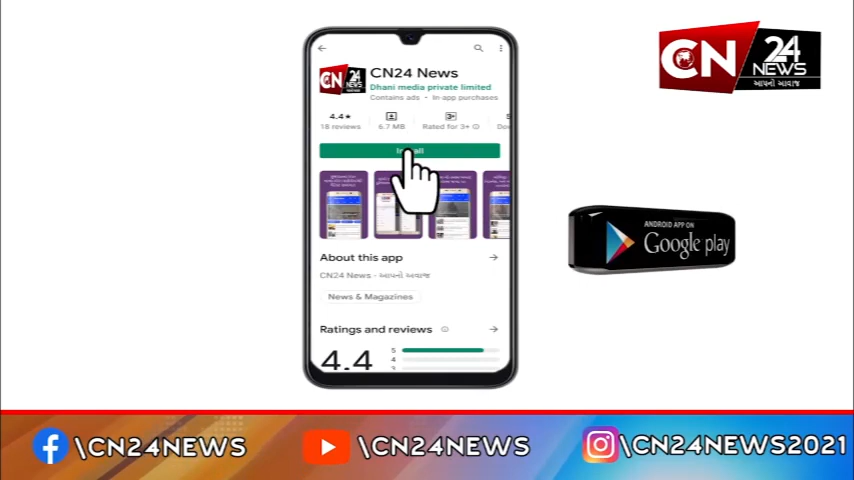 CN24 News
Dhani media private limited
Contains ads • In-app purchases
4.4★
18 reviews
6.7 MB
3+
Rated for 3+
About this app
CN24 News - આપનો અવાજ
News & Magazines
Ratings and reviews
4.4
5
4
3
CN 24
NEWS
આપનો અવાજ
ANDROID APP ON
Google play
\CN24NEWS
\CN24NEWS
\CN24NEWS2021